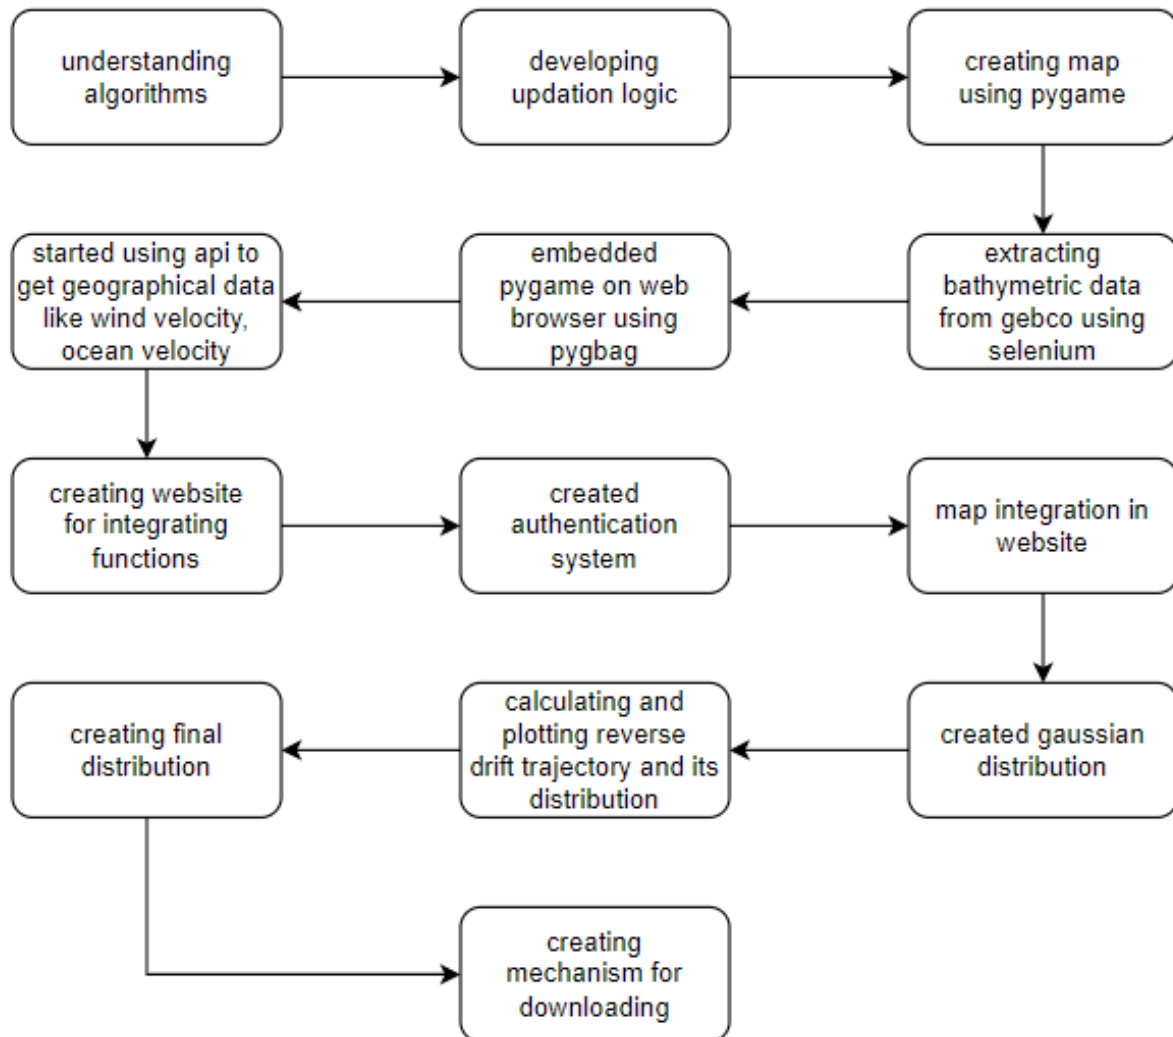 understanding
algorithms
developing
updation logic
creating map
using pygame
extracting
bathymetric data
from gebco using
selenium
embedded
pygame on web
browser using
pygbag
started using api to
get geographical data
like wind velocity,
ocean velocity
creating website
for integrating
functions
created
authentication
system
map integration in
website
created gaussian
distribution
calculating and
plotting reverse
drift trajectory and its
distribution
creating final
distribution
creating
mechanism for
downloading